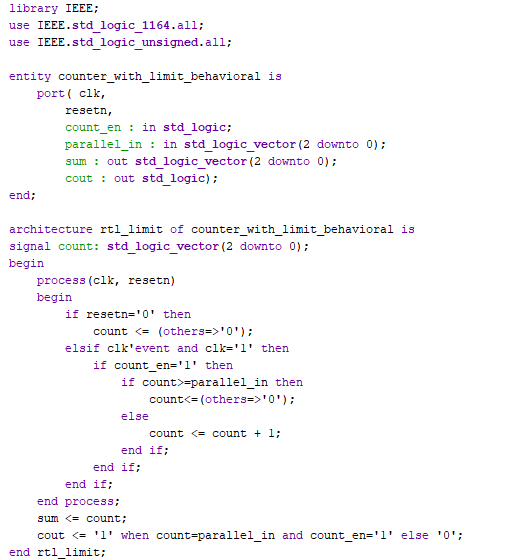 library IEEE;
use IEEE.std_logic_1164.all;
use IEEE.std_logic_unsigned.all;

entity counter_with_limit_behavioral is
    port( clk,
        resetn,
        count_en : in std_logic;
        parallel_in : in std_logic_vector(2 downto 0);
        sum : out std_logic_vector(2 downto 0);
        cout : out std_logic);
end;

architecture rtl_limit of counter_with_limit_behavioral is
signal count: std_logic_vector(2 downto 0);
begin
    process(clk, resetn)
    begin
        if resetn='0' then
            count <= (others=>'0');
        elsif clk'event and clk='1' then
            if count_en='1' then
                if count>=parallel_in then
                    count<=(others=>'0');
                else
                    count <= count + 1;
                end if;
            end if;
        end if;
    end process;
    sum <= count;
    cout <= '1' when count=parallel_in and count_en='1' else '0';
end rtl_limit;